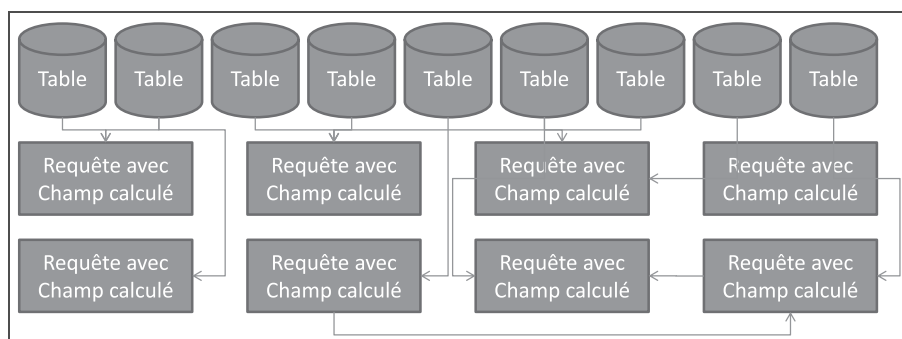 Table Table Table Table Table Table Table Table Table
Requête avec Requête avec Requête avec Requête avec
Champ calculé Champ calculé Champ calculé Champ calculé
Requête avec Requête avec Requête avec Requête avec
Champ calculé Champ calculé Champ calculé Champ calculé